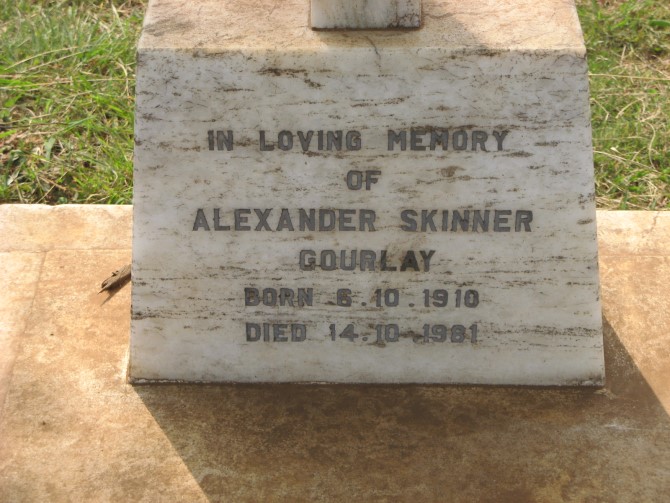 IN LOVING MEMORY
OF
ALEXANDER SKINNER
GOURLAY
BORN 6.10.1910
DIED 14.10.1981